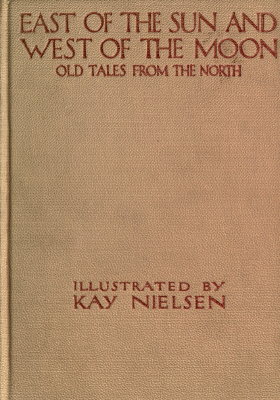 EAST OF THE SUN AND
WEST OF THE MOON
OLD TALES FROM THE NORTH
ILLUSTRATED BY
KAY NIELSEN